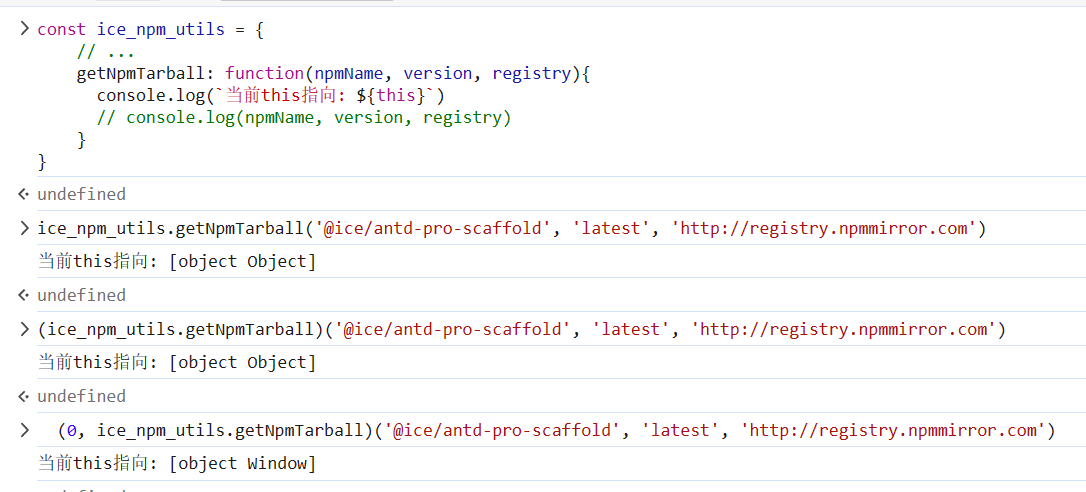 const ice_npm_utils = {
// ...
getNpmTarball: function(npmName, version, registry){
console.log(`当前this指向: ${this}`)
// console.log(npmName, version, registry)
}
}
undefined
ice_npm_utils.getNpmTarball('@ice/antd-pro-scaffold', 'latest', 'http://registry.npmmirror.com')
当前this指向: [object Object]
undefined
(ice_npm_utils.getNpmTarball)('@ice/antd-pro-scaffold', 'latest', 'http://registry.npmmirror.com')
当前this指向: [object Object]
undefined
(0, ice_npm_utils.getNpmTarball)('@ice/antd-pro-scaffold', 'latest', 'http://registry.npmmirror.com')
当前this指向: [object Window]